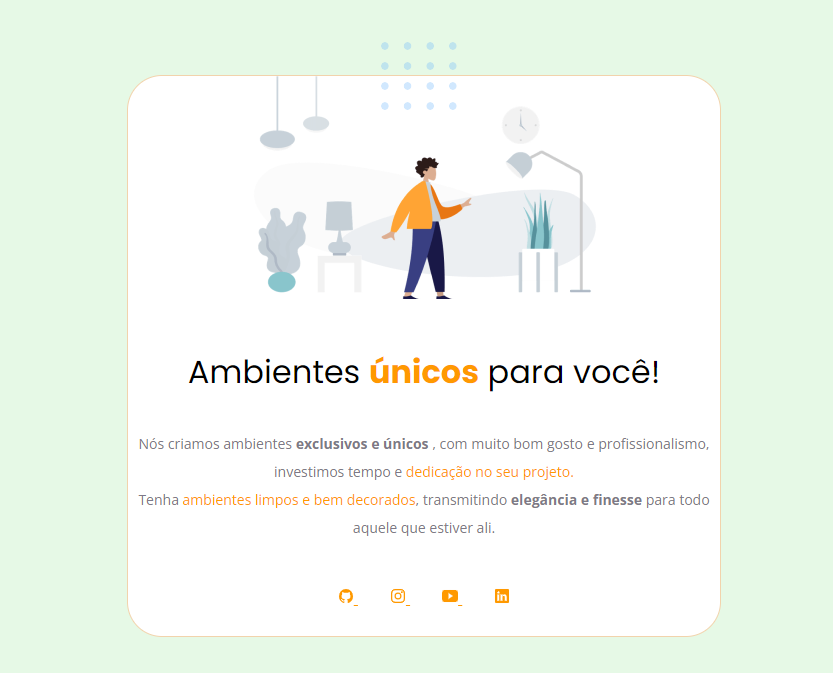 Ambientes únicos para você!
Nós criamos ambientes exclusivos e únicos , com muito bom gosto e profissionalismo,
investimos tempo e dedicação no seu projeto.
Tenha ambientes limpos e bem decorados, transmitindo elegância e finesse para todo
aquele que estiver ali.